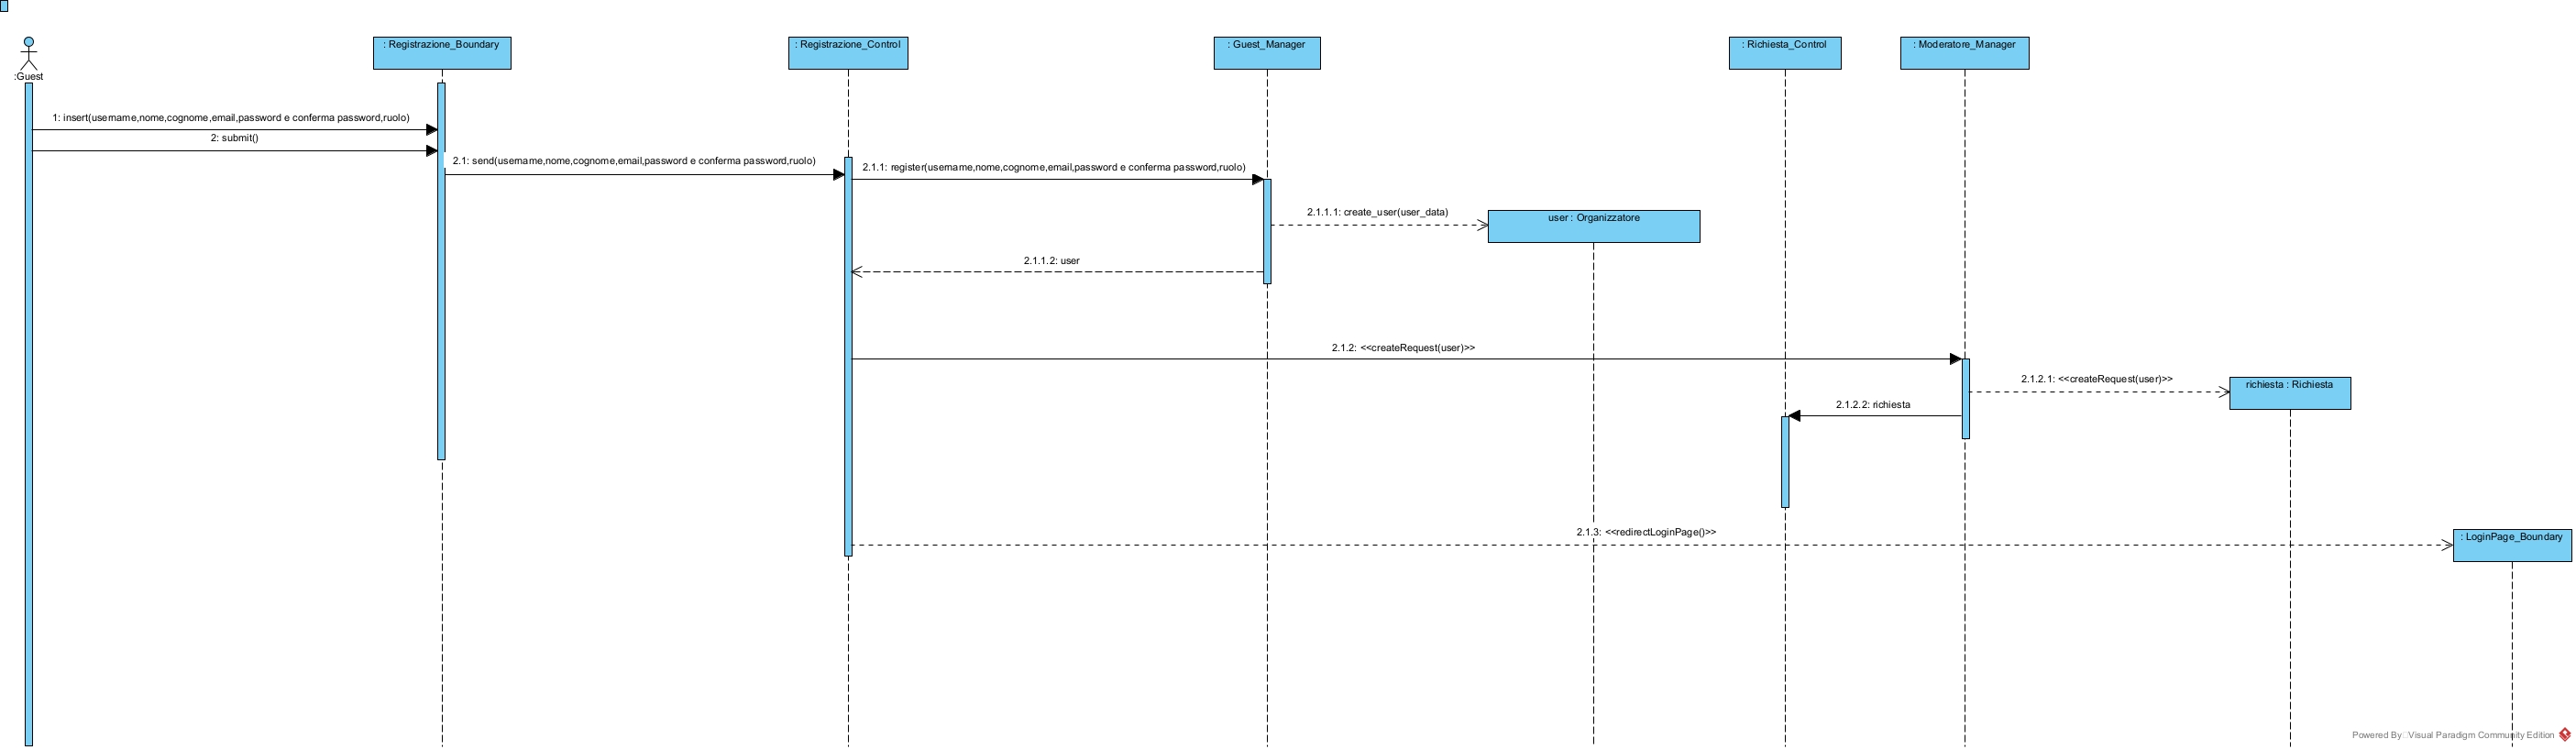 : Registrazione_Boundary
: Registrazione_Control
: Guest_Manager
: Richiesta_Control
: Moderatore_Manager
:Guest
1: insert(username,nome,cognome,email,password e conferma password,ruolo)
2: submit()
2.1: send(username,nome,cognome,email,password e conferma password,ruolo)
2.1.1: register(username,nome,cognome,email,password e conferma password,ruolo)
2.1.1.1: create_user(user_data)
user : Organizzatore
2.1.1.2: user
2.1.2: <<createRequest(user)>>
2.1.2.1: <<createRequest(user)>>
richiesta : Richiesta
2.1.2.2: richiesta
2.1.3: <<redirectLoginPage()>>
: LoginPage_Boundary
Powered By Visual Paradigm Community Edition